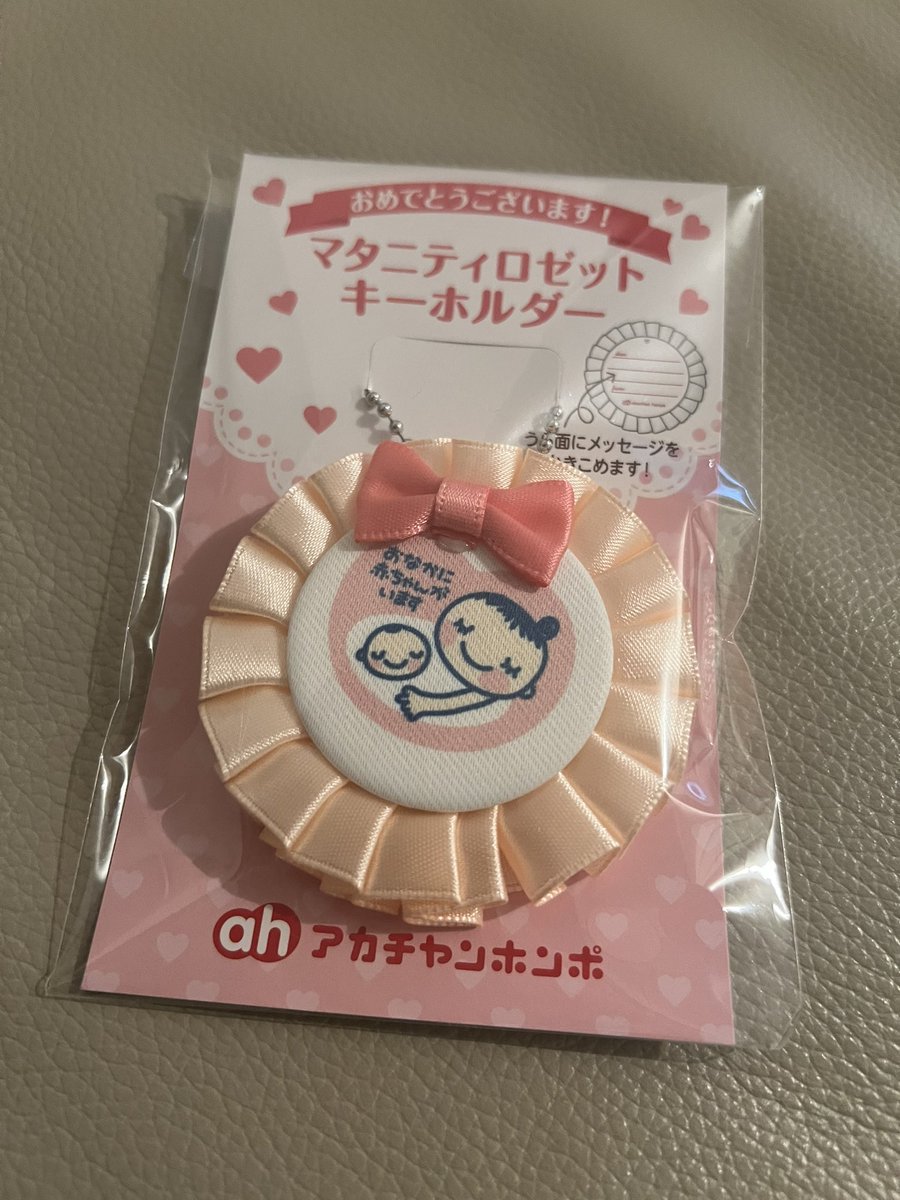 おめでとうございます!
マタニティロゼット
キーホルダー
うら面にメッセージを
かきこめます!
おなかに
赤ちゃんが
います
ah アカチャンホンポ